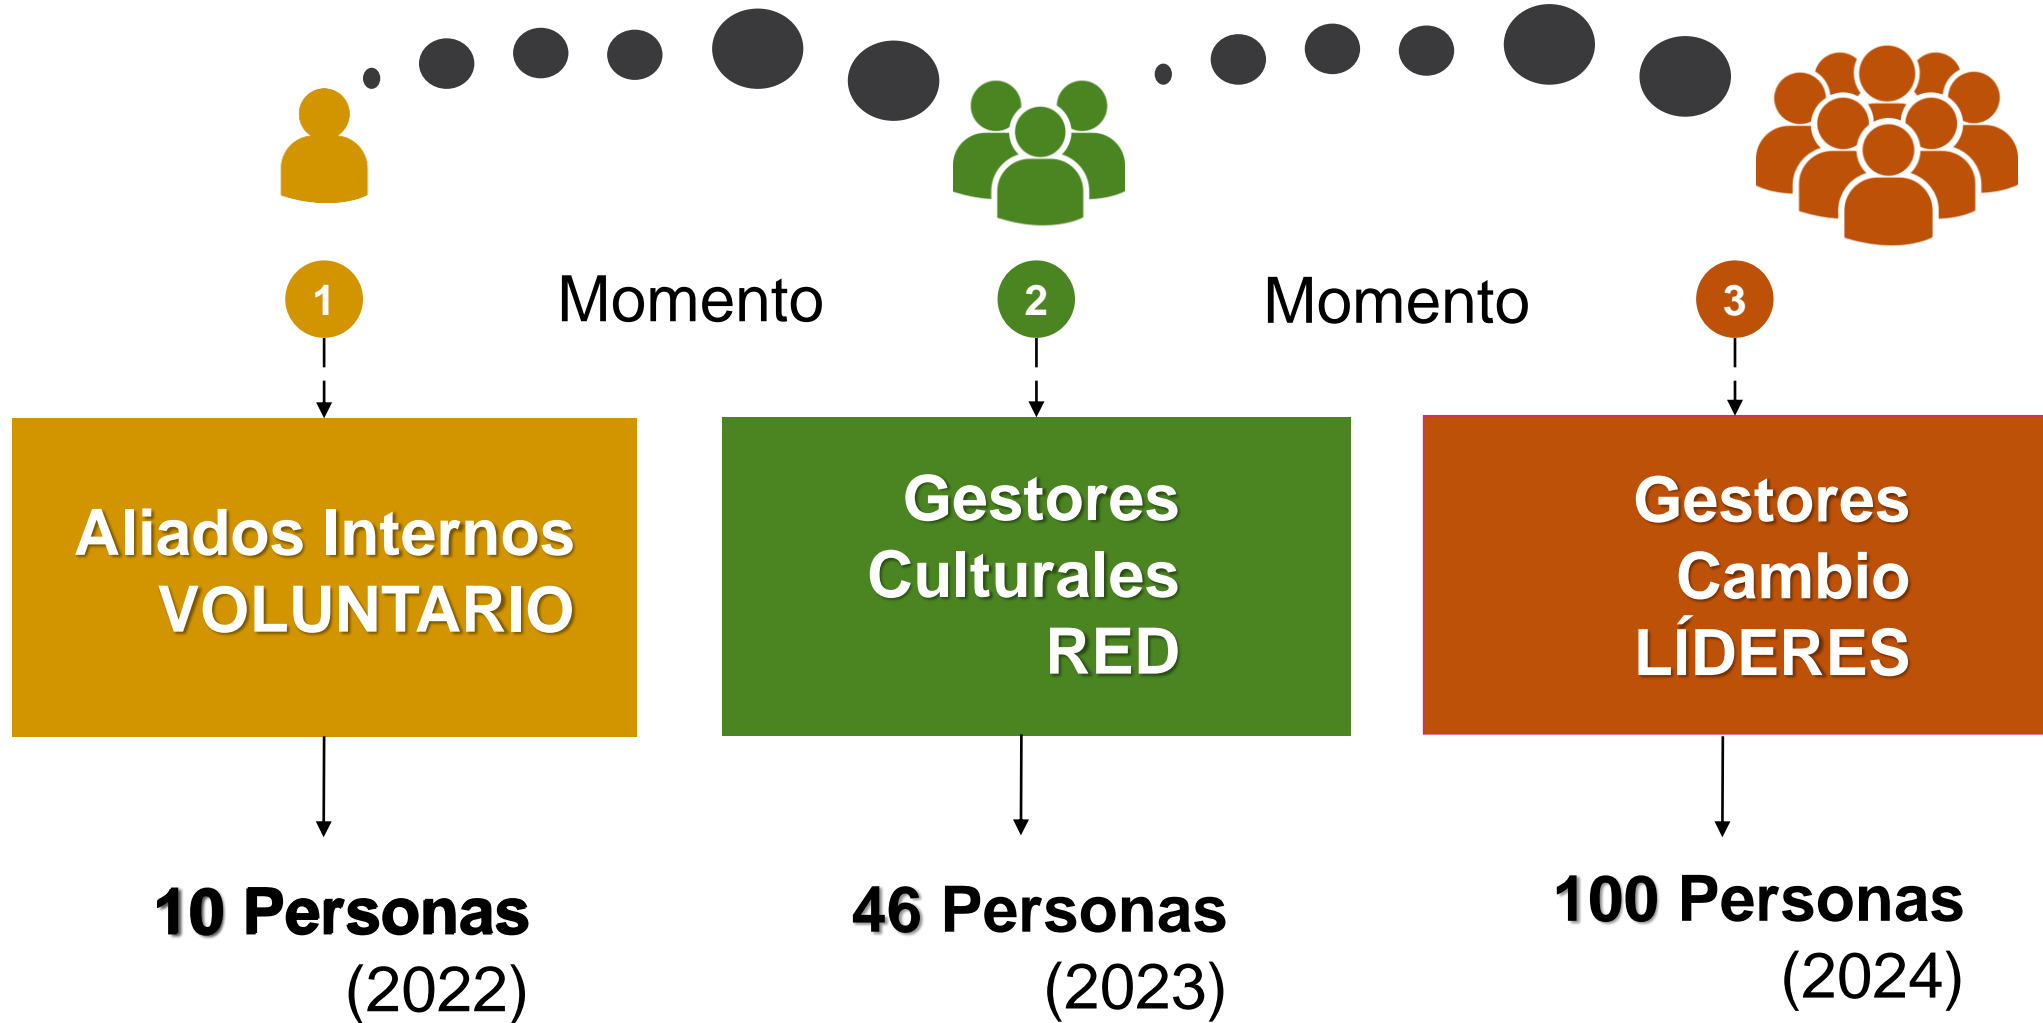 1
Momento
2
Momento
3
Aliados Internos
VOLUNTARIO
Gestores
Culturales
RED
Gestores
Cambio
LÍDERES
10 Personas
(2022)
46 Personas
(2023)
100 Personas
(2024)